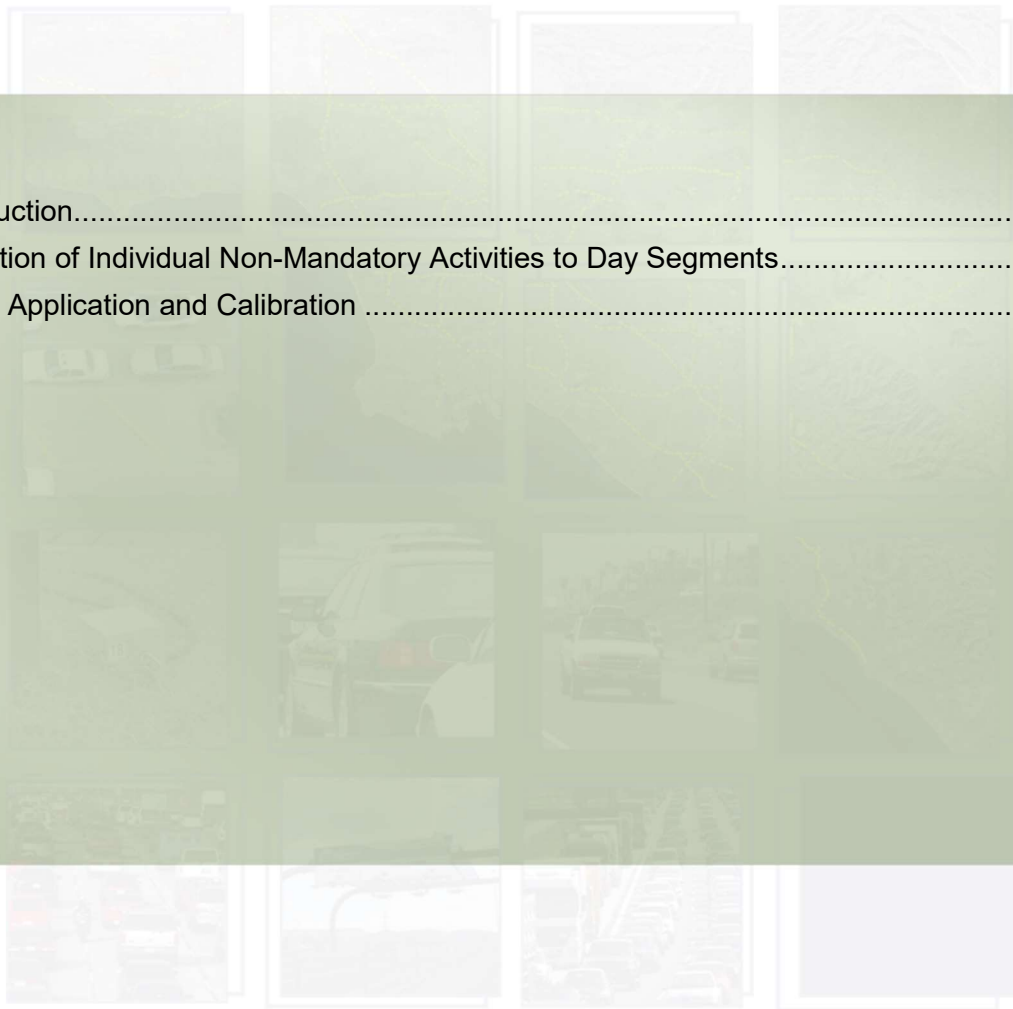 uction....................................................................................................................
tion of Individual Non-Mandatory Activities to Day Segments............................
Application and Calibration ...............................................................................